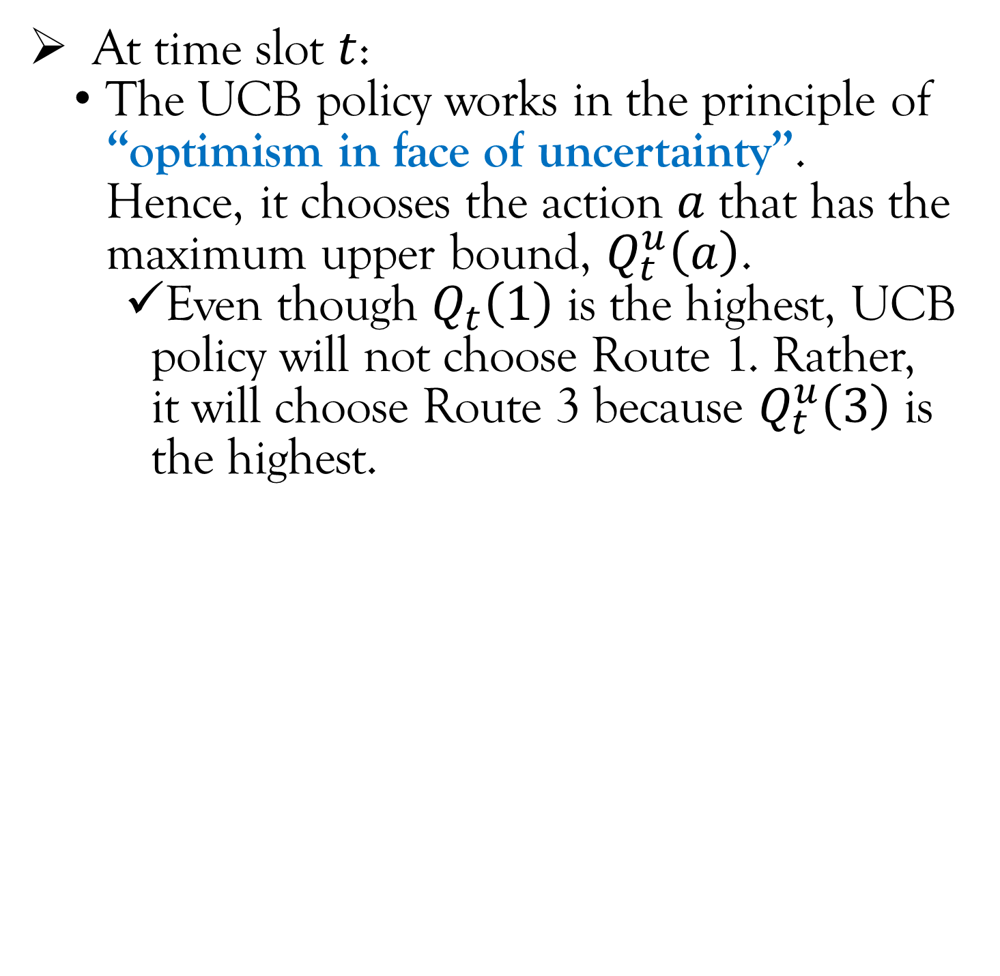 ➢ At time slot 𝑡:
• The UCB policy works in the principle of
“optimism in face of uncertainty”.
Hence, it chooses the action 𝑎 that has the
maximum upper bound, $Q_t^u(a)$.
✓Even though $Q_t(1)$ is the highest, UCB
policy will not choose Route 1. Rather,
it will choose Route 3 because $Q_t^u(3)$ is
the highest.